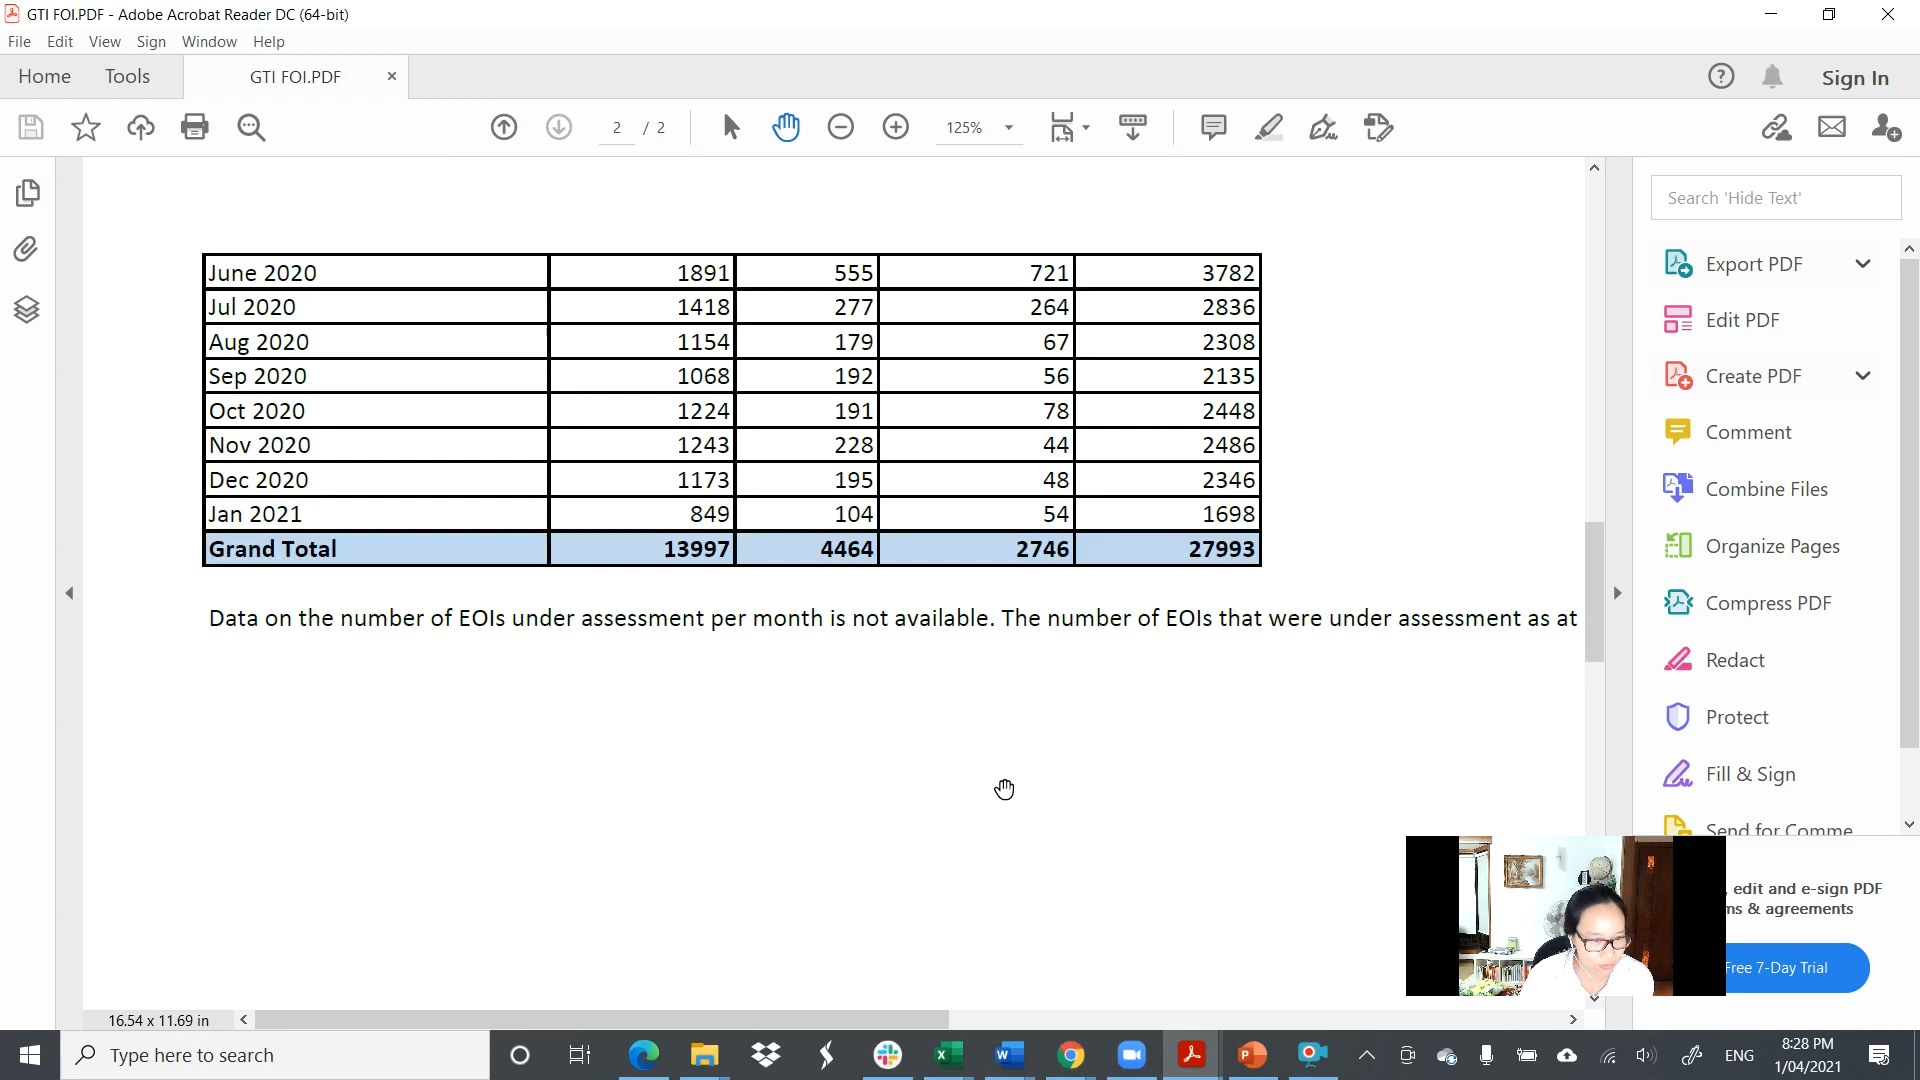 GTI FOI.PDF - Adobe Acrobat Reader DC (64-bit)
File Edit View Sign Window Help
Home Tools GTI FOI.PDF Sign In
2 / 2 125%
Search 'Hide Text'
June 2020 1891 555 721 3782
Jul 2020 1418 277 264 2836
Aug 2020 1154 179 67 2308
Sep 2020 1068 192 56 2135
Oct 2020 1224 191 78 2448
Nov 2020 1243 228 44 2486
Dec 2020 1173 195 48 2346
Jan 2021 849 104 54 1698
Grand Total 13997 4464 2746 27993
Data on the number of EOIs under assessment per month is not available. The number of EOIs that were under assessment as at
Export PDF
Edit PDF
Create PDF
Comment
Combine Files
Organize Pages
Compress PDF
Redact
Protect
Fill & Sign
Send for Comme
, edit and e-sign PDF
ms & agreements
Free 7-Day Trial
16.54 x 11.69 in
Type here to search
ENG
8:28 PM
1/04/2021